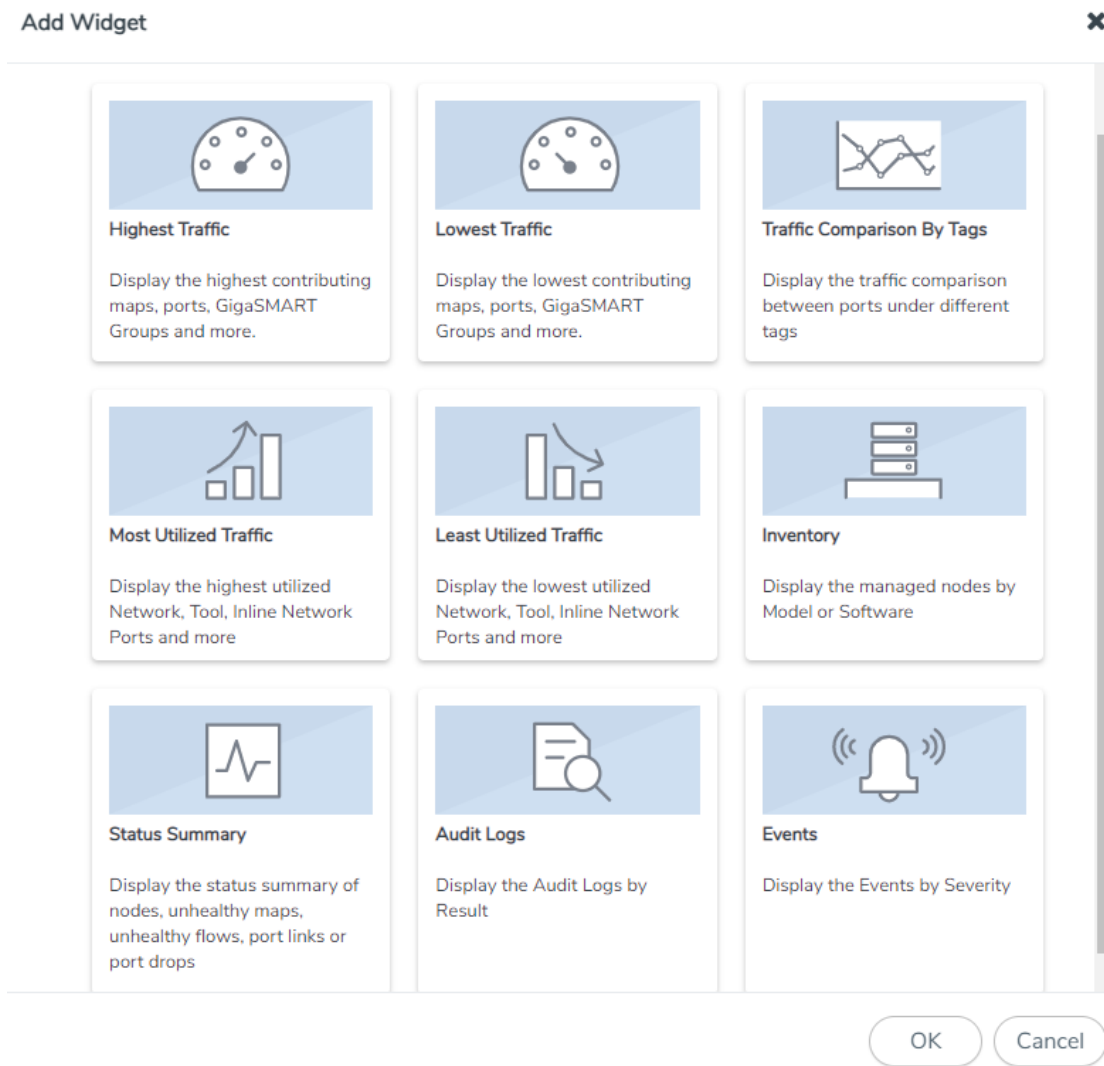 Add Widget
Highest Traffic
Display the highest contributing
maps, ports, GigaSMART
Groups and more.
Lowest Traffic
Display the lowest contributing
maps, ports, GigaSMART
Groups and more.
Traffic Comparison By Tags
Display the traffic comparison
between ports under different
tags
Most Utilized Traffic
Display the highest utilized
Network, Tool, Inline Network
Ports and more
Least Utilized Traffic
Display the lowest utilized
Network, Tool, Inline Network
Ports and more
Inventory
Display the managed nodes by
Model or Software
Status Summary
Display the status summary of
nodes, unhealthy maps,
unhealthy flows, port links or
port drops
Audit Logs
Display the Audit Logs by
Result
Events
Display the Events by Severity
OK
Cancel